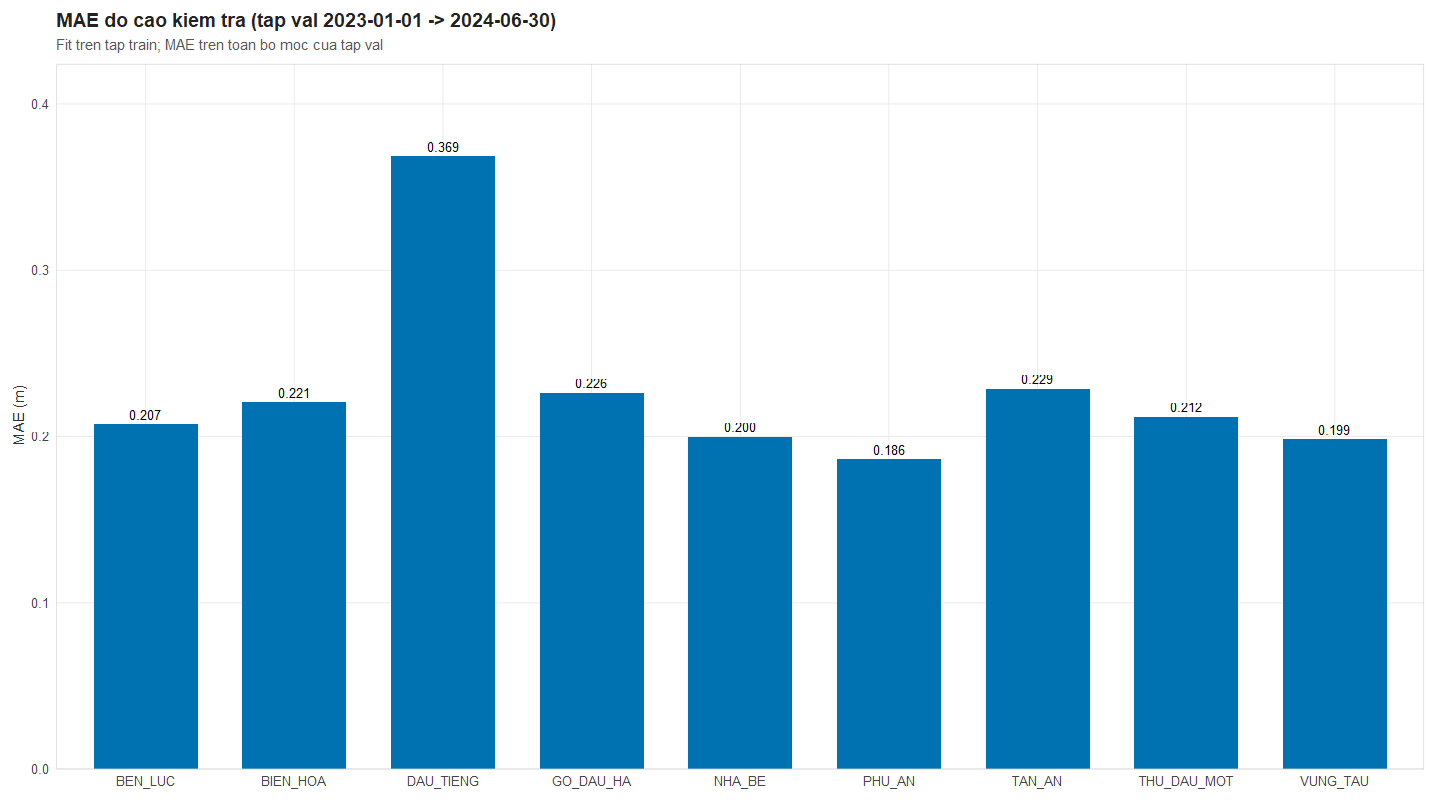 MAE do cao kiem tra (tap val 2023-01-01 -> 2024-06-30)
Fit tren tap train; MAE tren toan bo moc cua tap val
MAE (m)
0.4
0.3
0.2
0.1
0.0
0.207
0.221
0.369
0.226
0.200
0.186
0.229
0.212
0.199
BEN_LUC
BIEN_HOA
DAU_TIENG
GO_DAU_HA
NHA_BE
PHU_AN
TAN_AN
THU_DAU_MOT
VUNG_TAU